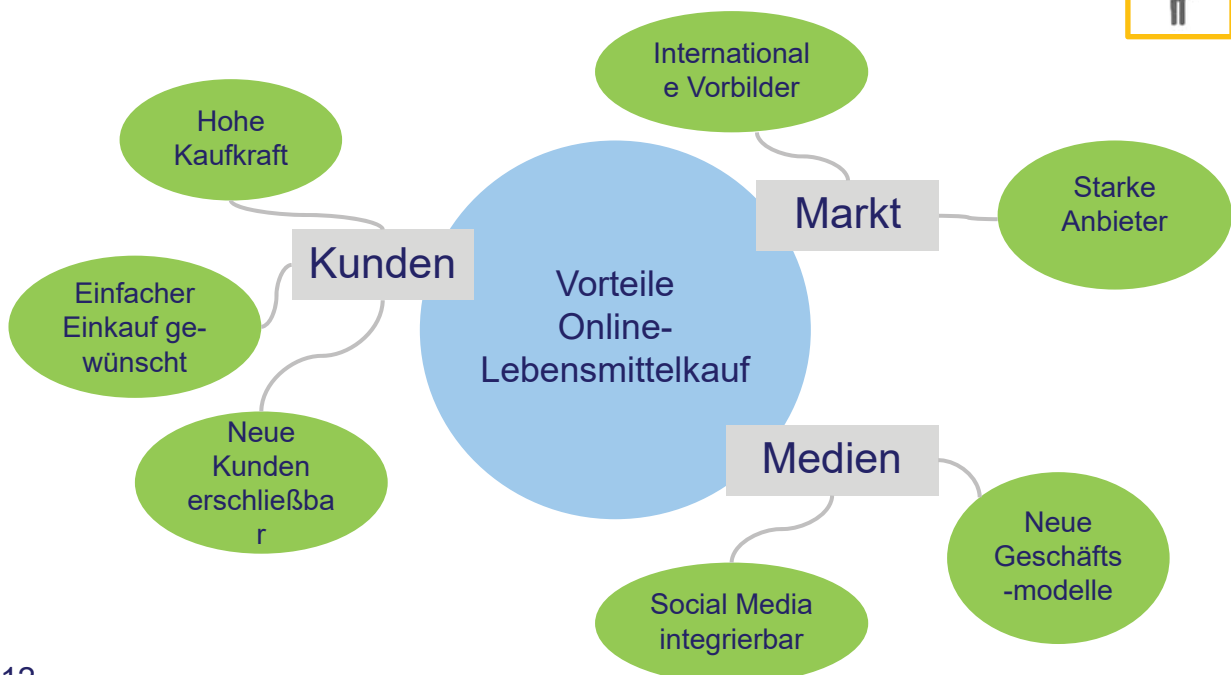 International
e Vorbilder
Hohe
Kaufkraft
Markt
Starke
Anbieter
Kunden
Einfacher
Einkauf ge-
wünscht
Vorteile
Online-
Lebensmittelkauf
Neue
Kunden
erschließba
r
Medien
Neue
Geschäfts
-modelle
Social Media
integrierbar
12